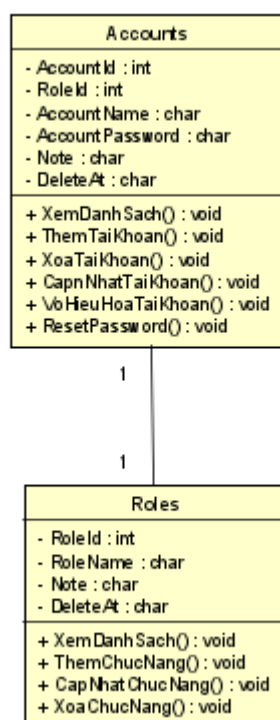 Accounts
- AccountId : int
- RoleId : int
- AccountName : char
- AccountPassword : char
- Note : char
- DeleteAt : char
+ XemDanhSach() : void
+ ThemTaiKhoan() : void
+ XoaTaiKhoan() : void
+ CapnNhatTaiKhoan() : void
+ VoHieuHoaTaiKhoan() : void
+ ResetPassword() : void
1
1
Roles
- RoleId : int
- RoleName : char
- Note : char
- DeleteAt : char
+ XemDanhSach() : void
+ ThemChucNang() : void
+ CapNhatChucNang() : void
+ XoaChucNang() : void